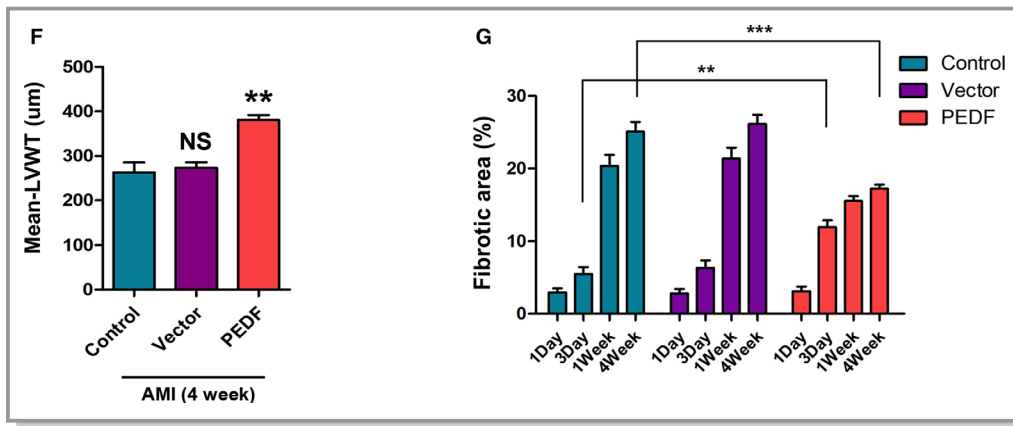 F
Mean-LVWT (um)
500
400
300
200
100
0
NS
**
Control
Vector
PEDF
AMI (4 week)
G
***
**
Control
Vector
PEDF
Fibrotic area (%)
30
20
10
0
1Day
3Day
1Week
4Week
1Day
3Day
1Week
4Week
1Day
3Day
1Week
4Week